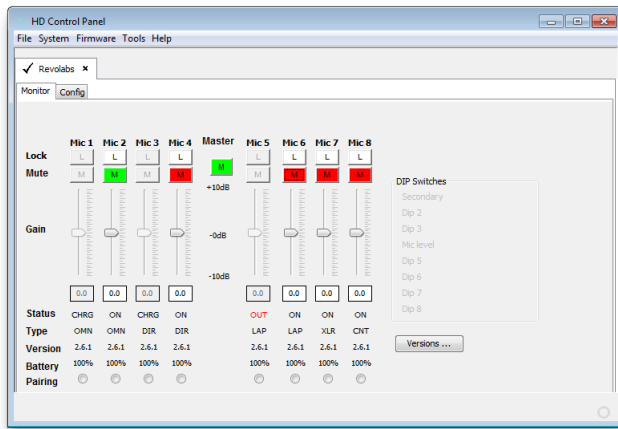 HD Control Panel
File System Firmware Tools Help
Revolabs
Monitor Config
Mic 1 Mic 2 Mic 3 Mic 4 Master Mic 5 Mic 6 Mic 7 Mic 8
Lock L L L L L L L L
Mute M M M M M M M M M
+10dB
DIP Switches
Secondary
Dip 2
Gain -0dB Dip 3
Mic level
Dip 5
-10dB Dip 6
0.0 0.0 0.0 0.0 0.0 0.0 0.0 0.0 Dip 7
Dip 8
Status CHRG ON CHRG ON OUT ON ON ON
Type OMN OMN DIR DIR LAP LAP XLR CNT
Version 2.6.1 2.6.1 2.6.1 2.6.1 2.6.1 2.6.1 2.6.1 2.6.1 Versions ...
Battery 100% 100% 100% 100% 100% 100% 100% 100%
Pairing